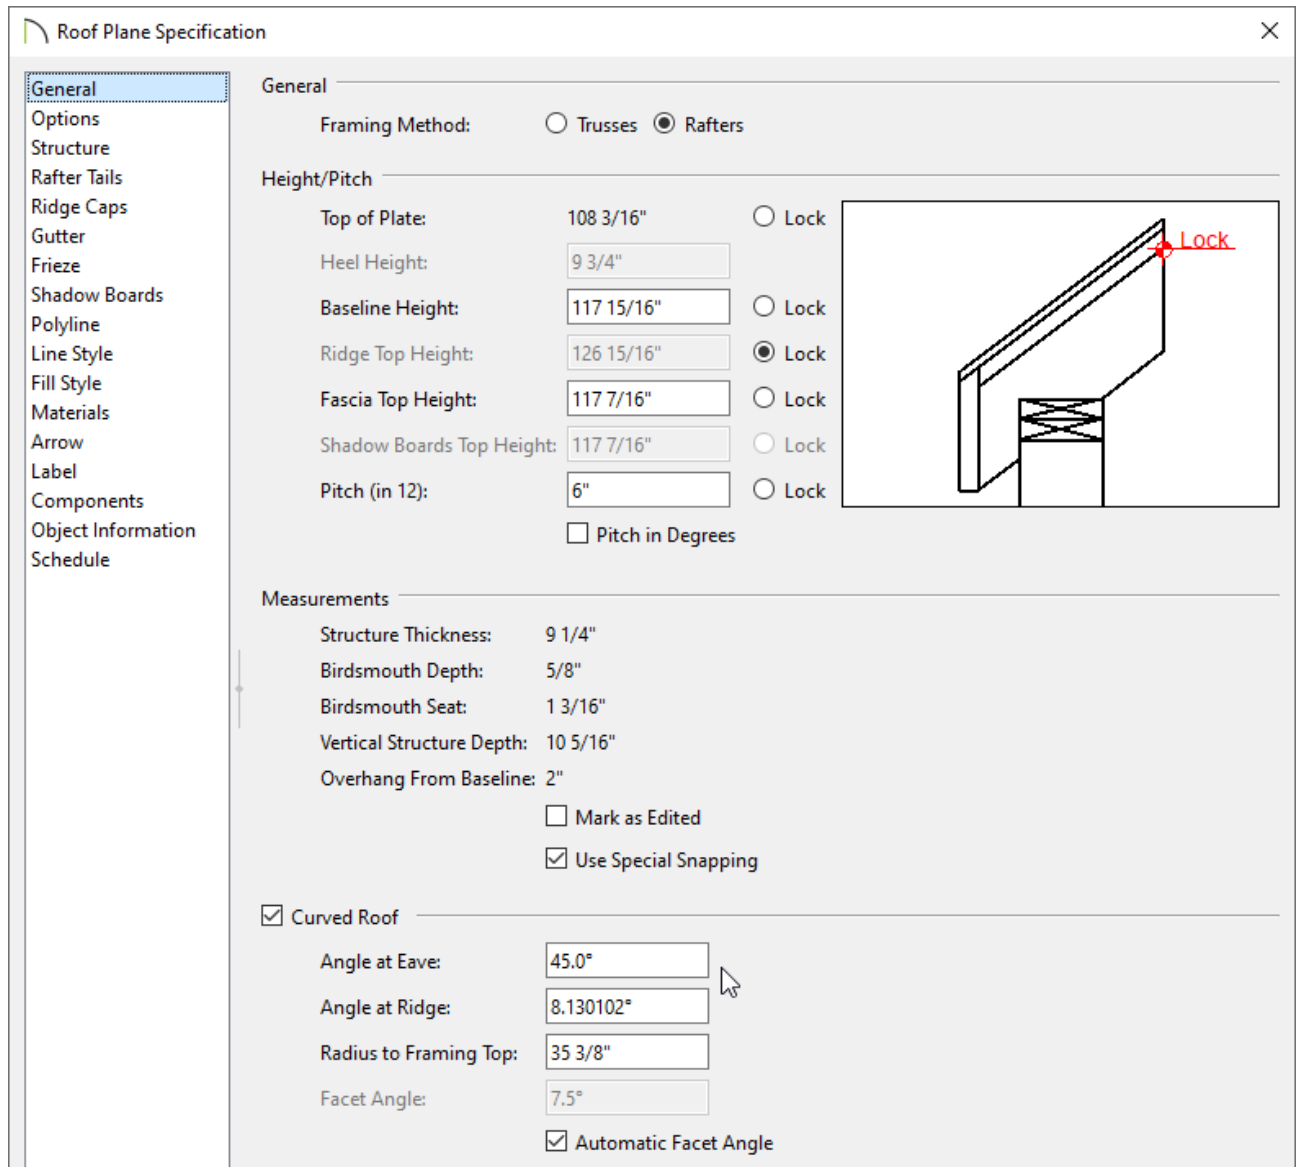 Roof Plane Specification
General
Options
Structure
Rafter Tails
Ridge Caps
Gutter
Frieze
Shadow Boards
Polyline
Line Style
Fill Style
Materials
Arrow
Label
Components
Object Information
Schedule
General
Framing Method: Trusses Rafters
Height/Pitch
Top of Plate: 108 3/16" Lock
Heel Height: 9 3/4"
Baseline Height: 117 15/16" Lock
Ridge Top Height: 126 15/16" Lock
Fascia Top Height: 117 7/16" Lock
Shadow Boards Top Height: 117 7/16" Lock
Pitch (in 12): 6" Lock
Pitch in Degrees
Lock
Measurements
Structure Thickness: 9 1/4"
Birdsmouth Depth: 5/8"
Birdsmouth Seat: 1 3/16"
Vertical Structure Depth: 10 5/16"
Overhang From Baseline: 2"
Mark as Edited
Use Special Snapping
Curved Roof
Angle at Eave: 45.0°
Angle at Ridge: 8.130102°
Radius to Framing Top: 35 3/8"
Facet Angle: 7.5°
Automatic Facet Angle